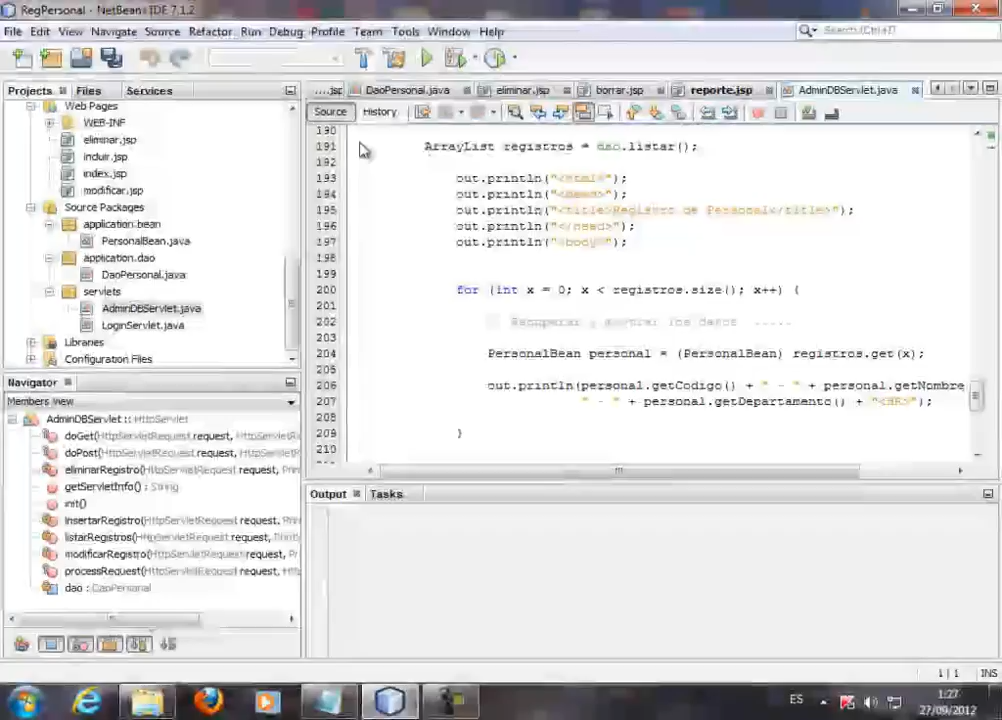 RegPersonal - NetBeans IDE 7.1.2
File Edit View Navigate Source Refactor Run Debug Profile Team Tools Window Help
Search (Ctrl+I)
Projects Files Services
....jsp DaoPersonal.java eliminar.jsp borrar.jsp reporte.jsp AdminDBServlet.java
Source History
Web Pages
WEB-INF
eliminar.jsp
incluir.jsp
index.jsp
modificar.jsp
Source Packages
application.bean
PersonalBean.java
application.dao
DaoPersonal.java
servlets
AdminDBServlet.java
LoginServlet.java
Libraries
Configuration Files
190
191 ArrayList registros = dao.listar();
192
193 out.println("<html>");
194 out.println("<head>");
195 out.println("<title>Registro de Personal</title>");
196 out.println("</head>");
197 out.println("<body>");
198
199
200 for (int x = 0; x < registros.size(); x++) {
201
202 Recuperar y mostrar los datos .....
203
204 PersonalBean personal = (PersonalBean) registros.get(x);
205
206 out.println(personal.getCodigo() + " - " + personal.getNombre
207 " - " + personal.getDepartamento() + "<BR>");
208
209 }
210
Navigator
Members View
AdminDBServlet :: HttpServlet
doGet(HttpServletRequest request,
doPost(HttpServletRequest request,
eliminarRegistro(HttpServletRequest request, Prin
getServletInfo() : String
init()
insertarRegistro(HttpServletRequest request, Prin
listarRegistros(HttpServletRequest request, Print
modificarRegistro(HttpServletRequest request, Pri
processRequest(HttpServletRequest request,
dao : DaoPersonal
Output Tasks
1 | 1 INS
ES
1:27
27/09/2012